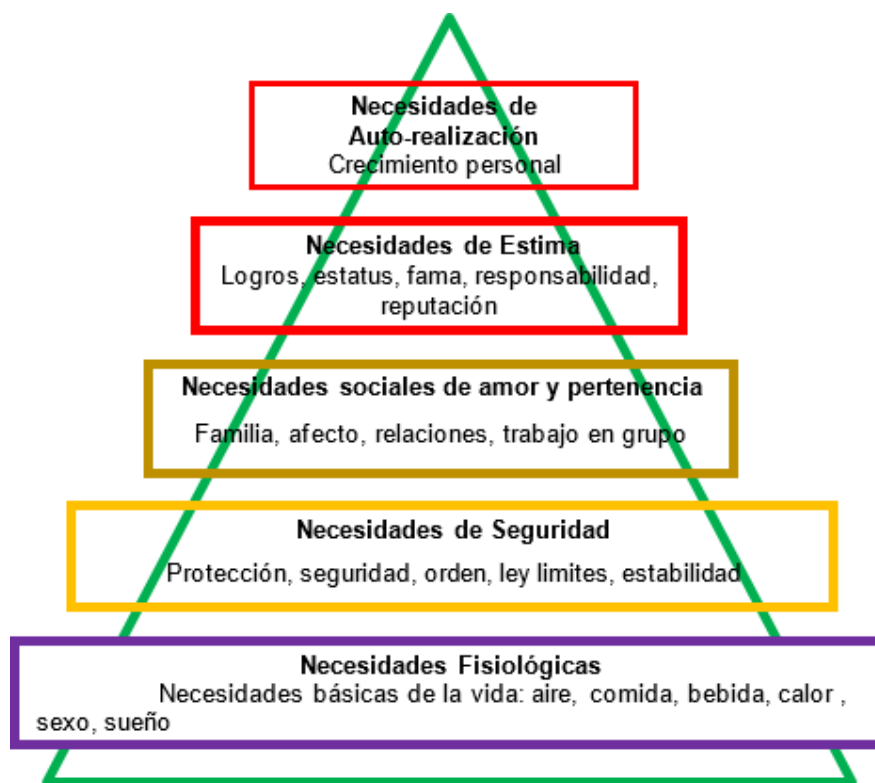 Necesidades de
Auto-realización
Crecimiento personal
Necesidades de Estima
Logros, estatus, fama, responsabilidad,
reputación
Necesidades sociales de amor y pertenencia
Familia, afecto, relaciones, trabajo en grupo
Necesidades de Seguridad
Protección, seguridad, orden, ley limites, estabilidad
Necesidades Fisiológicas
Necesidades básicas de la vida: aire, comida, bebida, calor ,
sexo, sueño